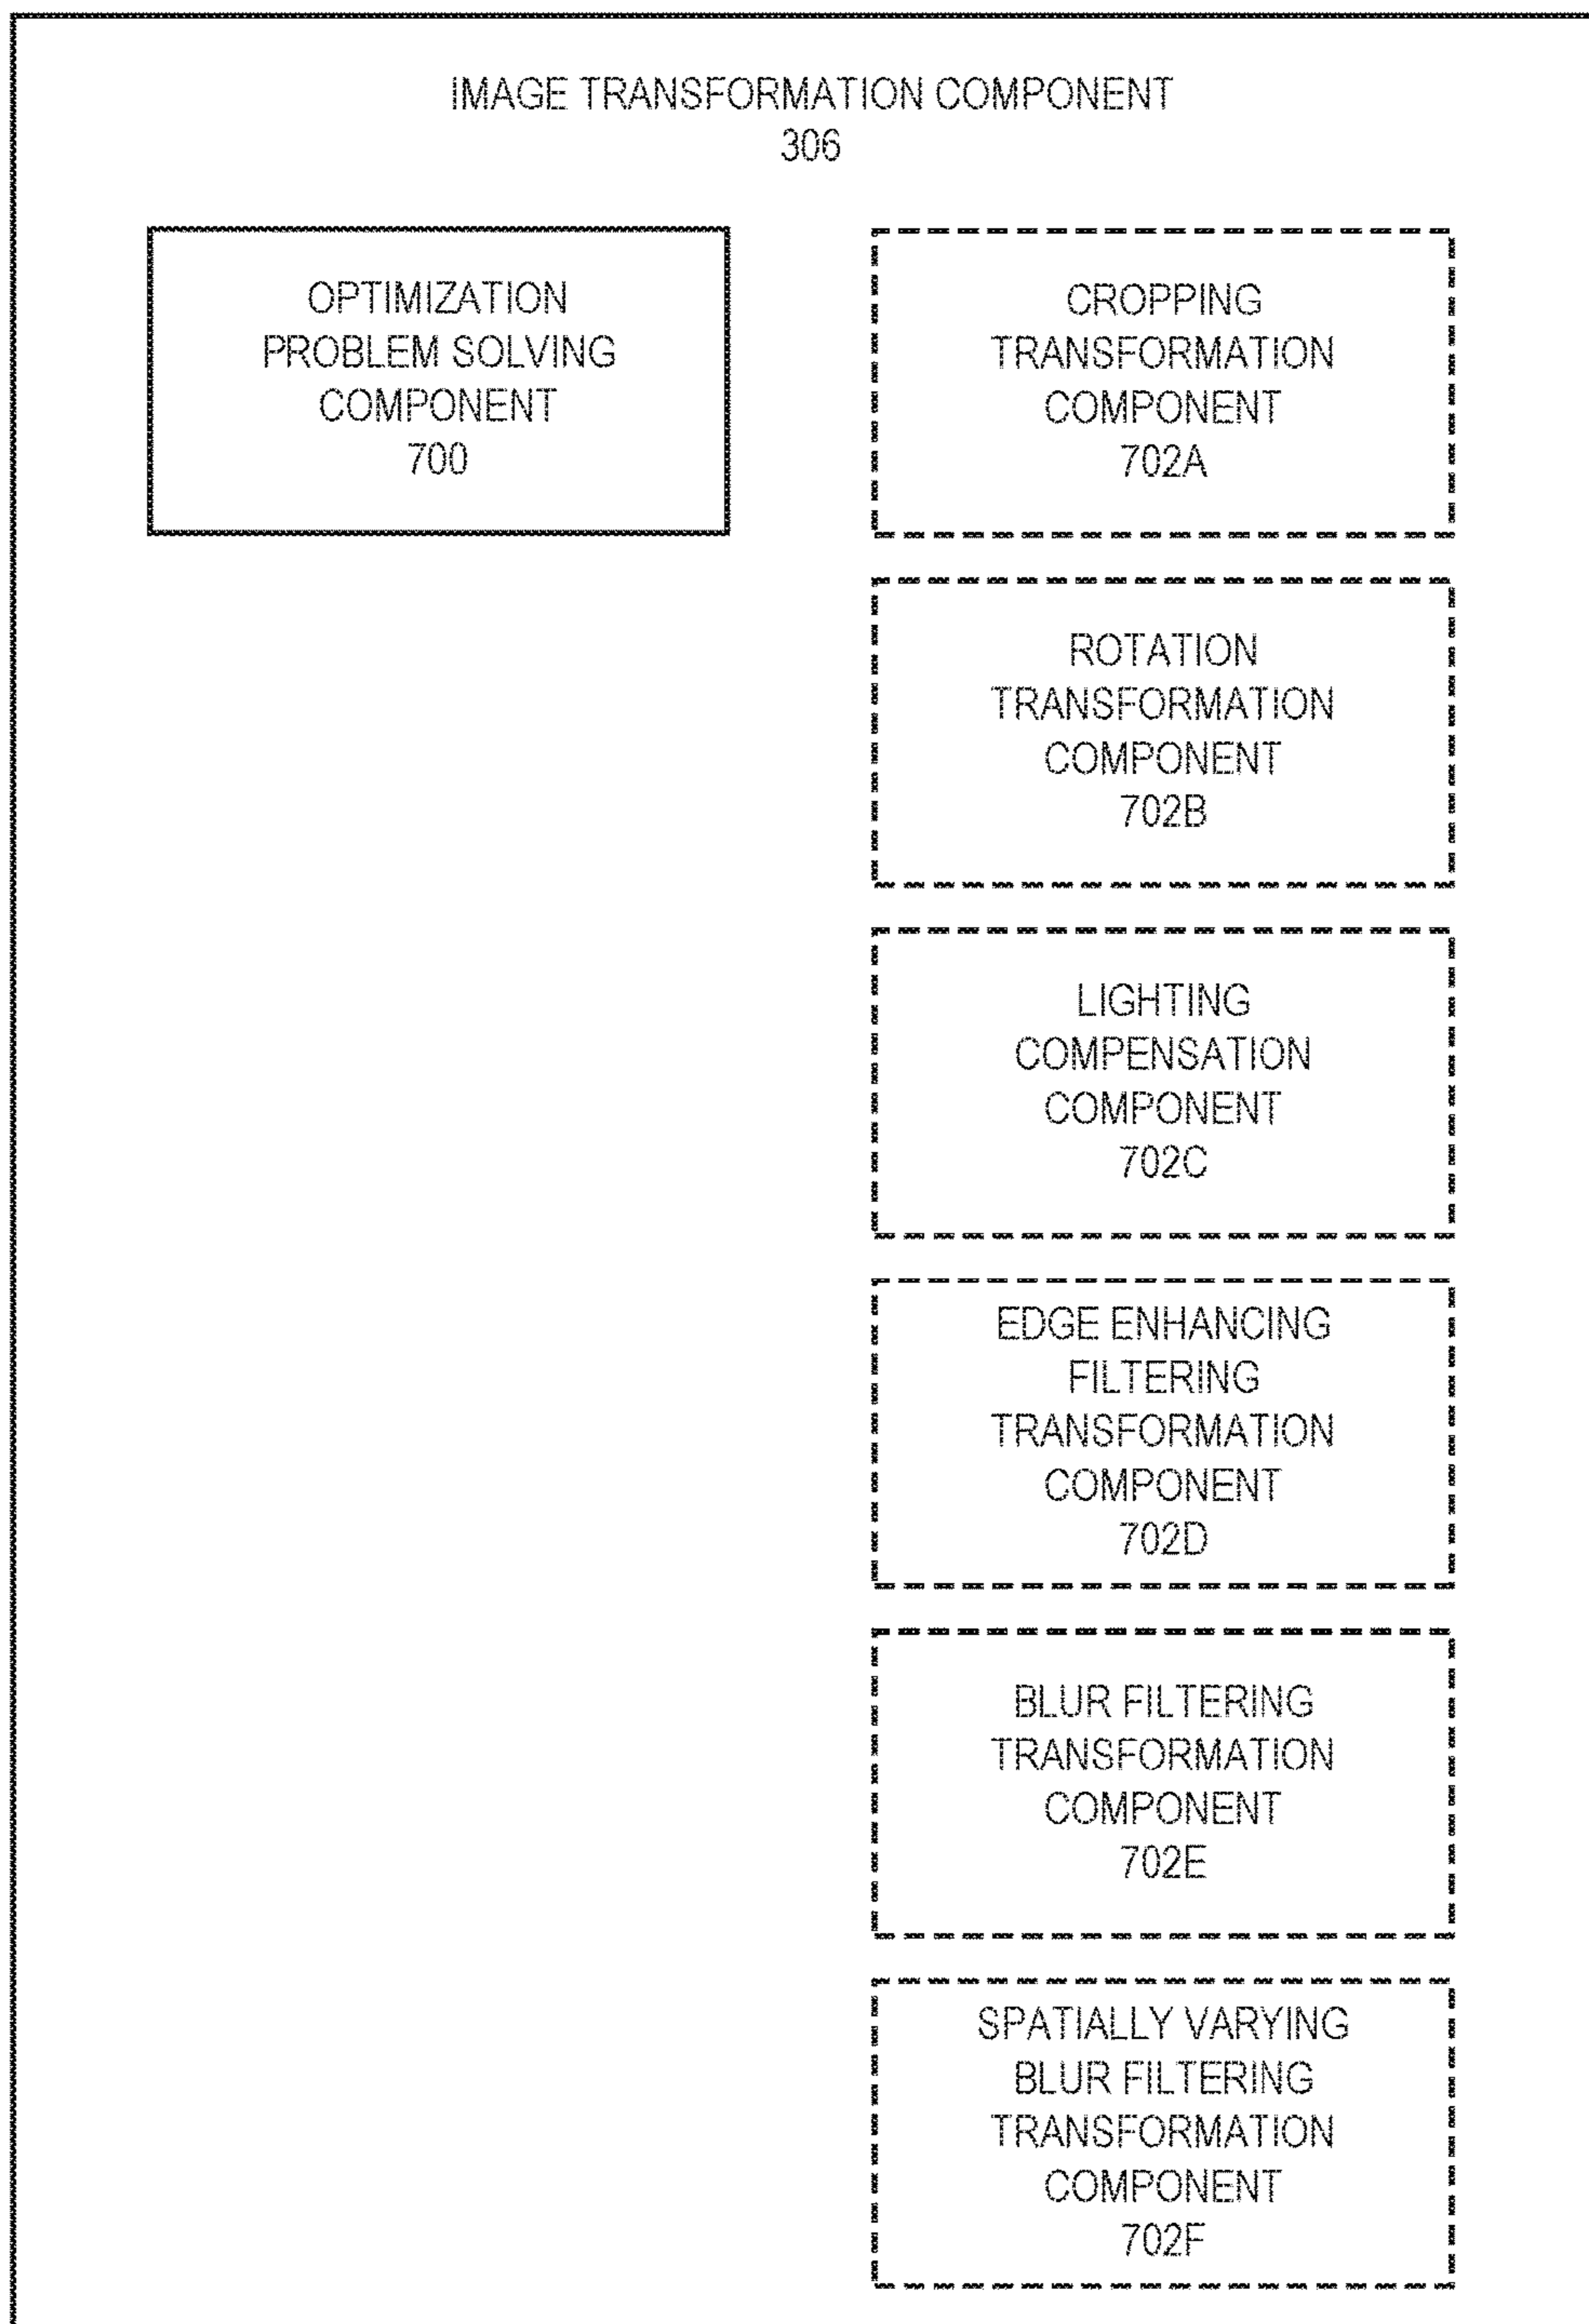 IMAGE TRANSFORMATION COMPONENT
306
OPTIMIZATION
PROBLEM SOLVING
COMPONENT
700
CROPPING
TRANSFORMATION
COMPONENT
702A
ROTATION
TRANSFORMATION
COMPONENT
702B
LIGHTING
COMPENSATION
COMPONENT
702C
EDGE ENHANCING
FILTERING
TRANSFORMATION
COMPONENT
702D
BLUR FILTERING
TRANSFORMATION
COMPONENT
702E
SPATIALLY VARYING
BLUR FILTERING
TRANSFORMATION
COMPONENT
702F